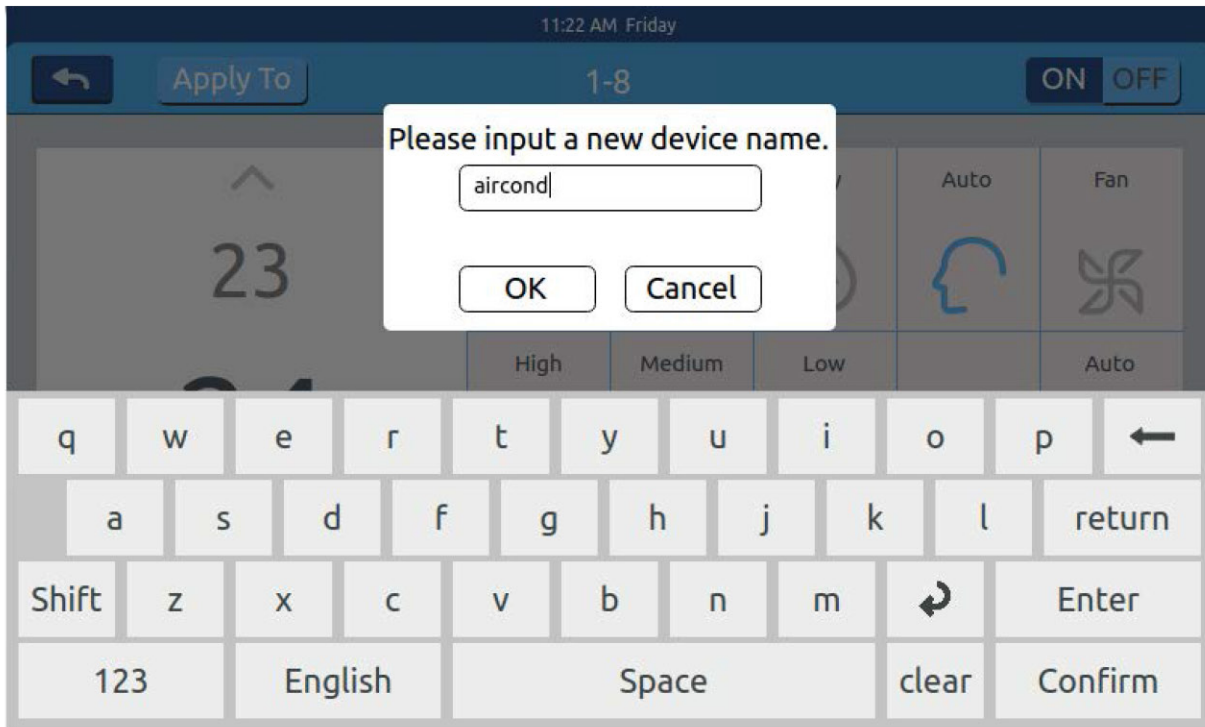 11:22 AM Friday
Apply To
1-8
ON OFF
Please input a new device name.
aircond
OK Cancel
23
Auto Fan
High Medium Low Auto
q w e r t y u i o p
a s d f g h j k l return
Shift z x c v b n m Enter
123 English Space clear Confirm